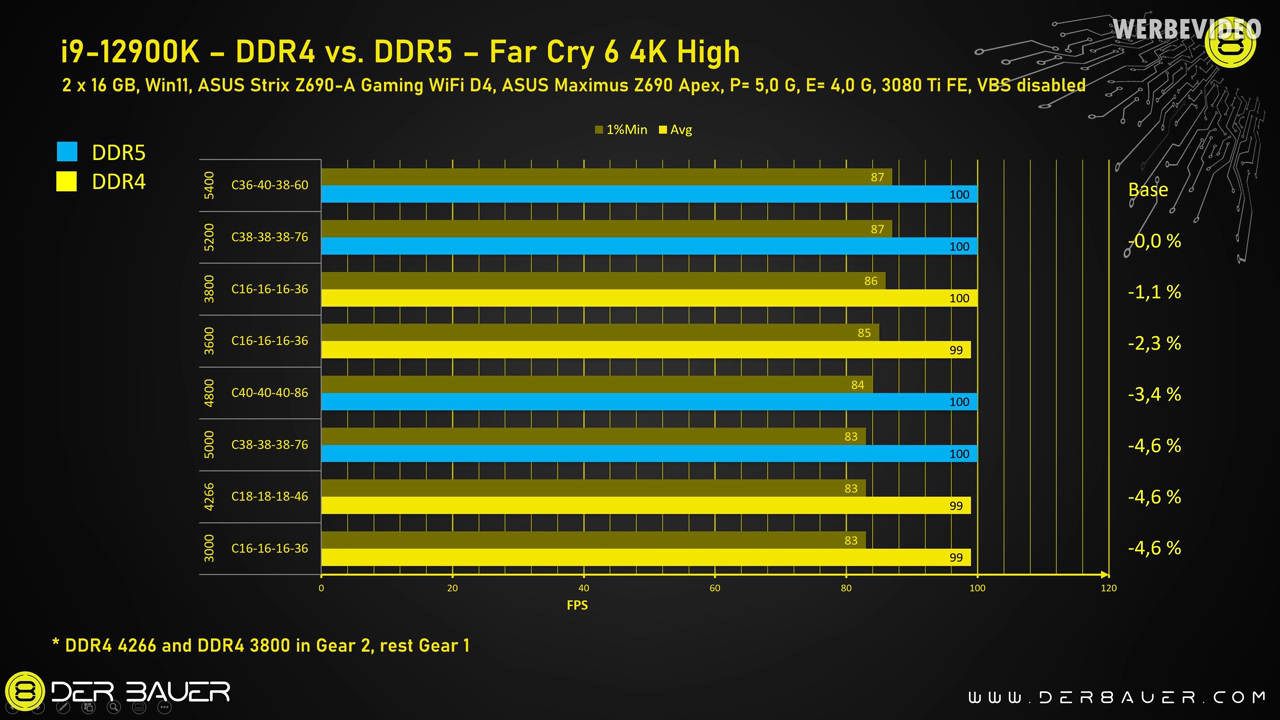 WERBEVIDEO
i9-12900K – DDR4 vs. DDR5 – Far Cry 6 4K High
2 x 16 GB, Win11, ASUS Strix Z690-A Gaming WiFi D4, ASUS Maximus Z690 Apex, P= 5,0 G, E= 4,0 G, 3080 Ti FE, VBS disabled
1%Min Avg
DDR5
DDR4
5400 C36-40-38-60 87 100 Base
5200 C38-38-38-76 87 100 -0,0 %
3800 C16-16-16-36 86 100 -1,1 %
3600 C16-16-16-36 85 99 -2,3 %
4800 C40-40-40-86 84 100 -3,4 %
5000 C38-38-38-76 83 100 -4,6 %
4266 C18-18-18-46 83 99 -4,6 %
3000 C16-16-16-36 83 99 -4,6 %
0 20 40 60 80 100 120
FPS
* DDR4 4266 and DDR4 3800 in Gear 2, rest Gear 1
8 DER BAUER
WWW.DER8AUER.COM